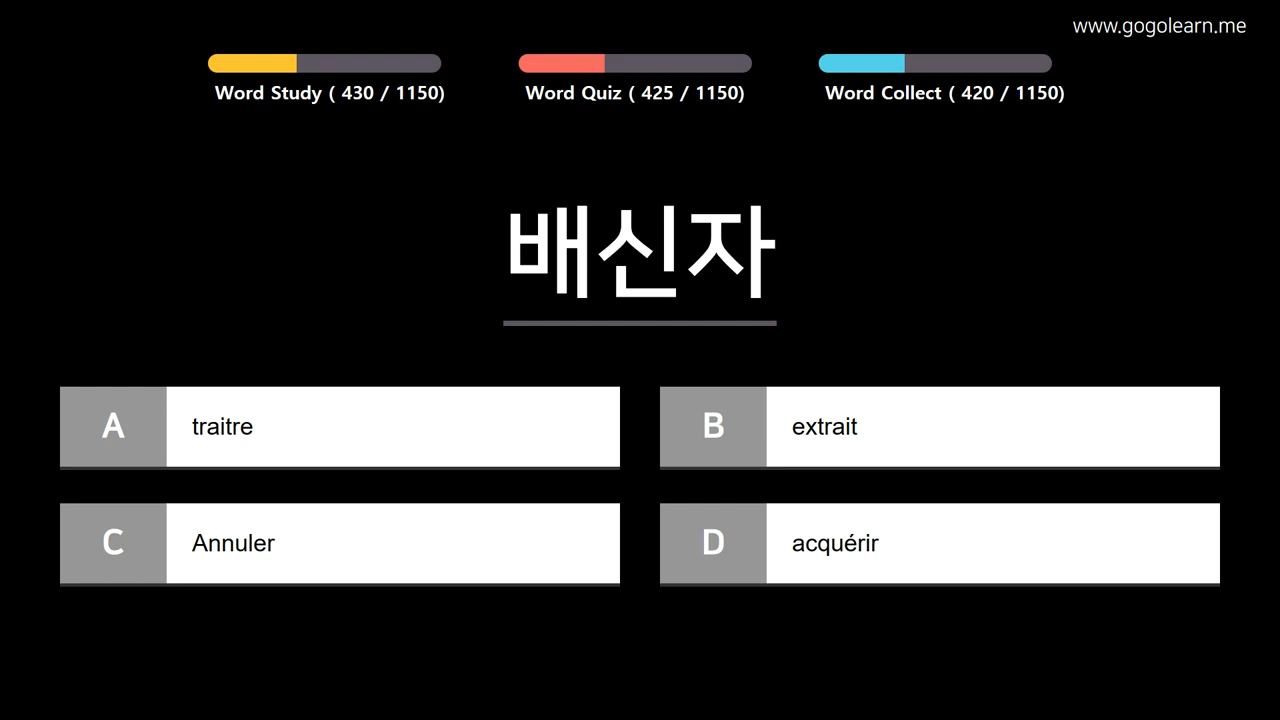 www.gogolearn.me
Word Study ( 430 / 1150)
Word Quiz ( 425 / 1150)
Word Collect ( 420 / 1150)
배신자
A traitre
B extrait
C Annuler
D acquérir